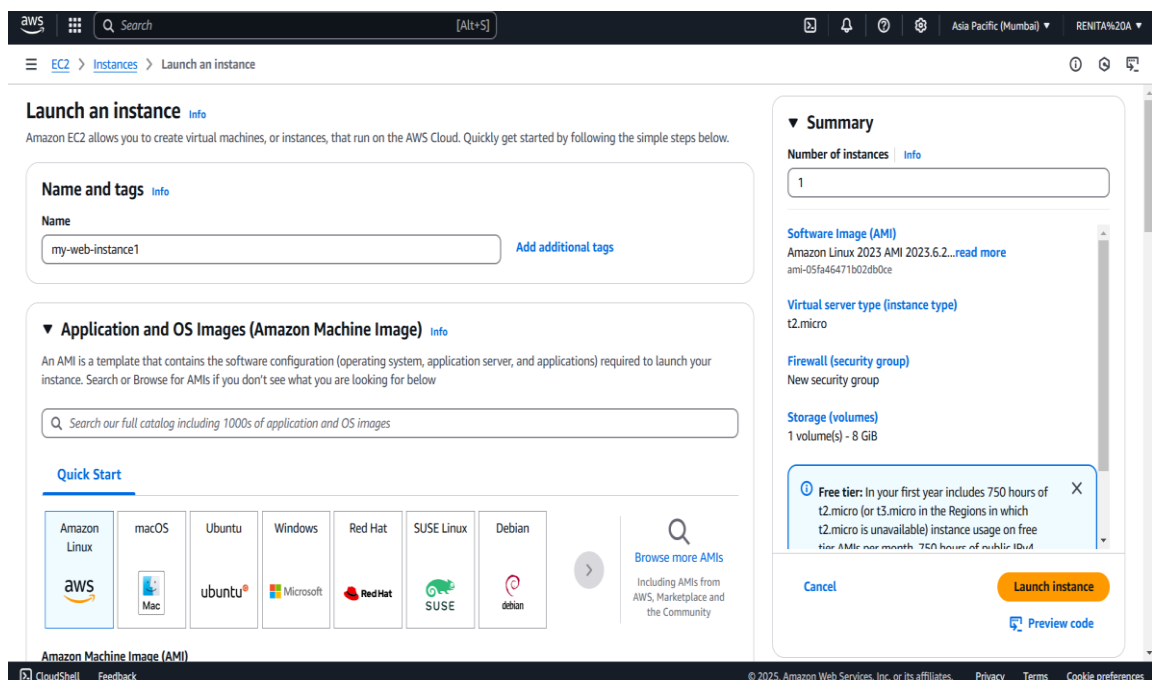 aws
Search [Alt+S]
Asia Pacific (Mumbai) ▼ RENITA%20A ▼
EC2 > Instances > Launch an instance
Launch an instance Info
Amazon EC2 allows you to create virtual machines, or instances, that run on the AWS Cloud. Quickly get started by following the simple steps below.
Name and tags Info
Name
my-web-instance1
Add additional tags
▼ Application and OS Images (Amazon Machine Image) Info
An AMI is a template that contains the software configuration (operating system, application server, and applications) required to launch your
instance. Search or Browse for AMIs if you don't see what you are looking for
below
Search our full catalog including 1000s of application and OS images
Quick Start
Amazon
Linux
aws
macOS
Mac
Ubuntu
ubuntu®
Windows
Microsoft
Red Hat
Red Hat
SUSE Linux
SUSE
Debian
debian
Browse more AMIs
Including AMIs from
AWS, Marketplace and
the Community
Amazon Machine Image (AMI)
▼ Summary
Number of instances Info
1
Software Image (AMI)
Amazon Linux 2023 AMI 2023.6.2...read more
ami-05fa46471b02db0ce
Virtual server type (instance type)
t2.micro
Firewall (security group)
New security group
Storage (volumes)
1 volume(s) - 8 GiB
Free tier: In your first year includes 750 hours of
t2.micro (or t3.micro in the Regions in which
t2.micro is unavailable) instance usage on free
tier AMIs per month, 750 hours of public IPv4
Cancel
Launch instance
Preview code
CloudShell Feedback
© 2025, Amazon Web Services, Inc. or its affiliates. Privacy Terms Cookie preferences